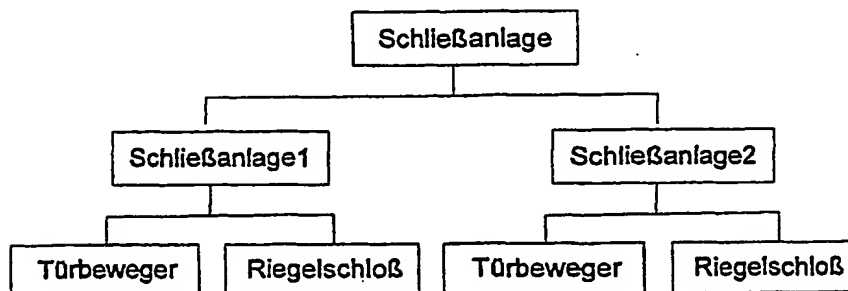 Schließanlage
Schließanlage1
Schließanlage2
Türbeweger
Riegelschloß
Türbeweger
Riegelschloß